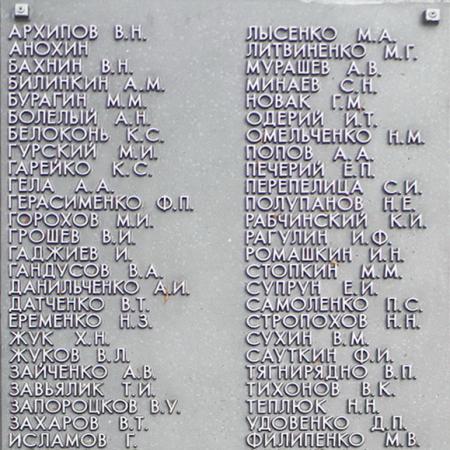 АРХИПОВ В.Н.
АНОХИН
БАХНИН В.Н.
БИЛИНКИН А.М.
БУРАГИН М.М.
БОЛЕЛЫЙ А.Н.
БЕЛОКОНЬ К.С.
ГУРСКИЙ М.И.
ГАРЕЙКО К.С.
ГЕЛА А.А.
ГЕРАСИМЕНКО Ф.П.
ГОРОХОВ М.И.
ГРОШЕВ В.И.
ГАДЖИЕВ И.
ГАНДУСОВ В.А.
ДАНИЛЬЧЕНКО А.И.
ДАТЧЕНКО В.Т.
ЕРЕМЕНКО Н.З.
ЖУК Х.Н.
ЖУКОВ В.Л.
ЗАЙЧЕНКО А.В.
ЗАВЬЯЛИК Т.И.
ЗАПОРОЦКОВ В.У.
ЗАХАРОВ В.Т.
ИСЛАМОВ Г.
ЛЫСЕНКО М.А.
ЛИТВИНЕНКО М.Г.
МУРАШЕВ А.В.
МИНАЕВ С.Н.
НОВАК Г.М.
ОДЕРИЙ И.Т.
ОМЕЛЬЧЕНКО Н.М.
ПОПОВ А.А.
ПЕЧЕРИЙ Е.П.
ПЕРЕПЕЛИЦА С.И.
ПОЛУПАНОВ Н.Е.
РАБЧИНСКИЙ К.И.
РАГУЛИН И.Ф.
РОМАШКИН И.Н.
СТОПКИН М.М.
СУПРУН Е.И.
САМОЛЕНКО П.С.
СТРОПОХОВ Н.Н.
СУХИН В.М.
САУТКИН Ф.И.
ТЯГНИРЯДНО В.П.
ТИХОНОВ В.К.
ТЕПЛЮК Н.Н.
УДОВЕНКО Д.П.
ФИЛИПЕНКО М.В.